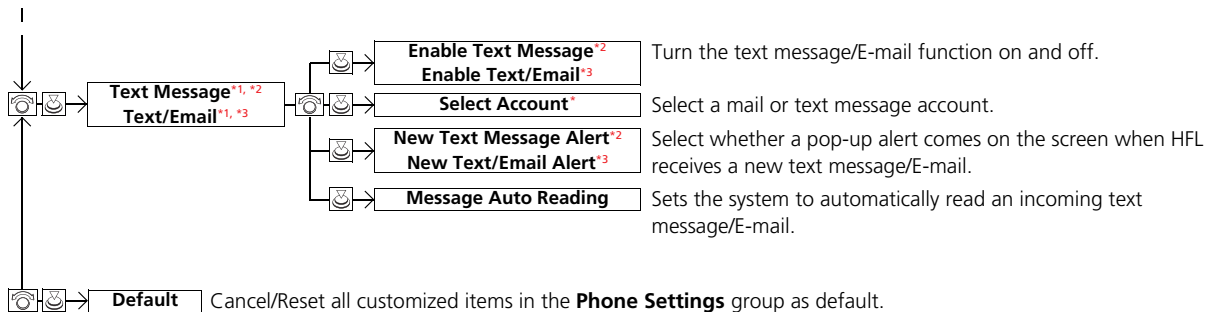 Enable Text Message*2
Enable Text/Email*3
Turn the text message/E-mail function on and off.
Text Message*1, *2
Text/Email*1, *3
Select Account*
Select a mail or text message account.
New Text Message Alert*2
New Text/Email Alert*3
Select whether a pop-up alert comes on the screen when HFL
receives a new text message/E-mail.
Message Auto Reading
Sets the system to automatically read an incoming text
message/E-mail.
Default
Cancel/Reset all customized items in the Phone Settings group as default.